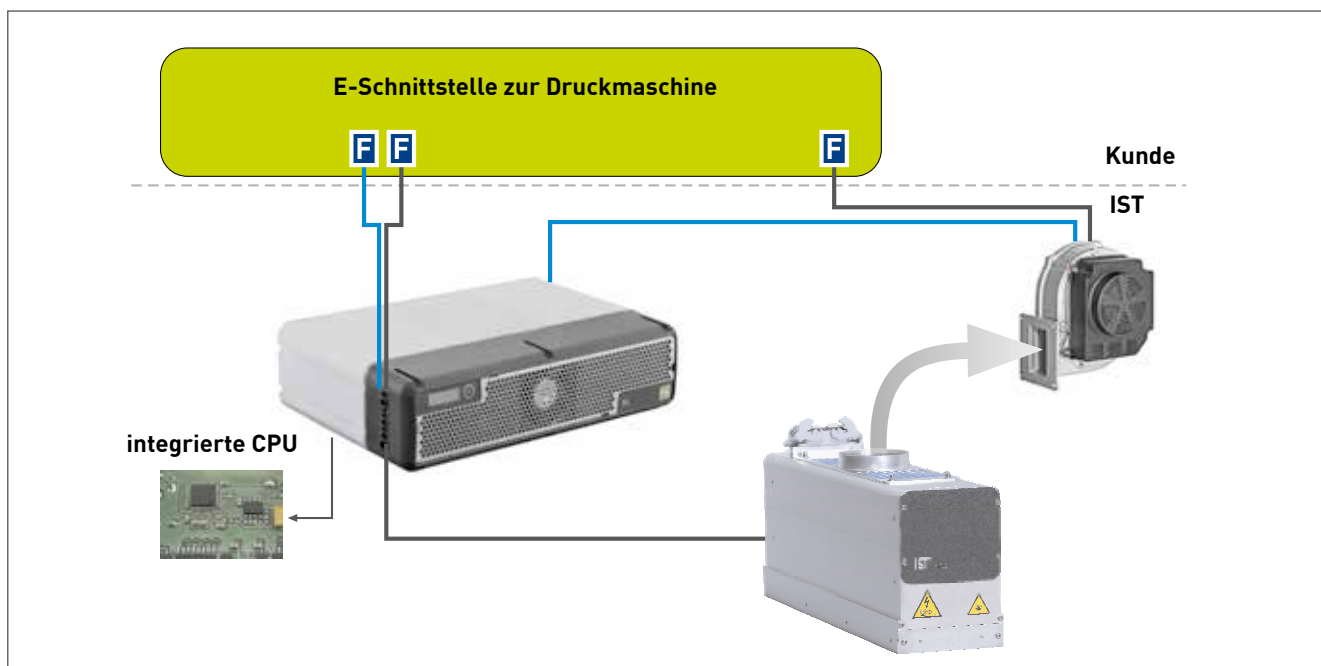 E-Schnittstelle zur Druckmaschine
F F F
Kunde
IST
integrierte CPU
IST